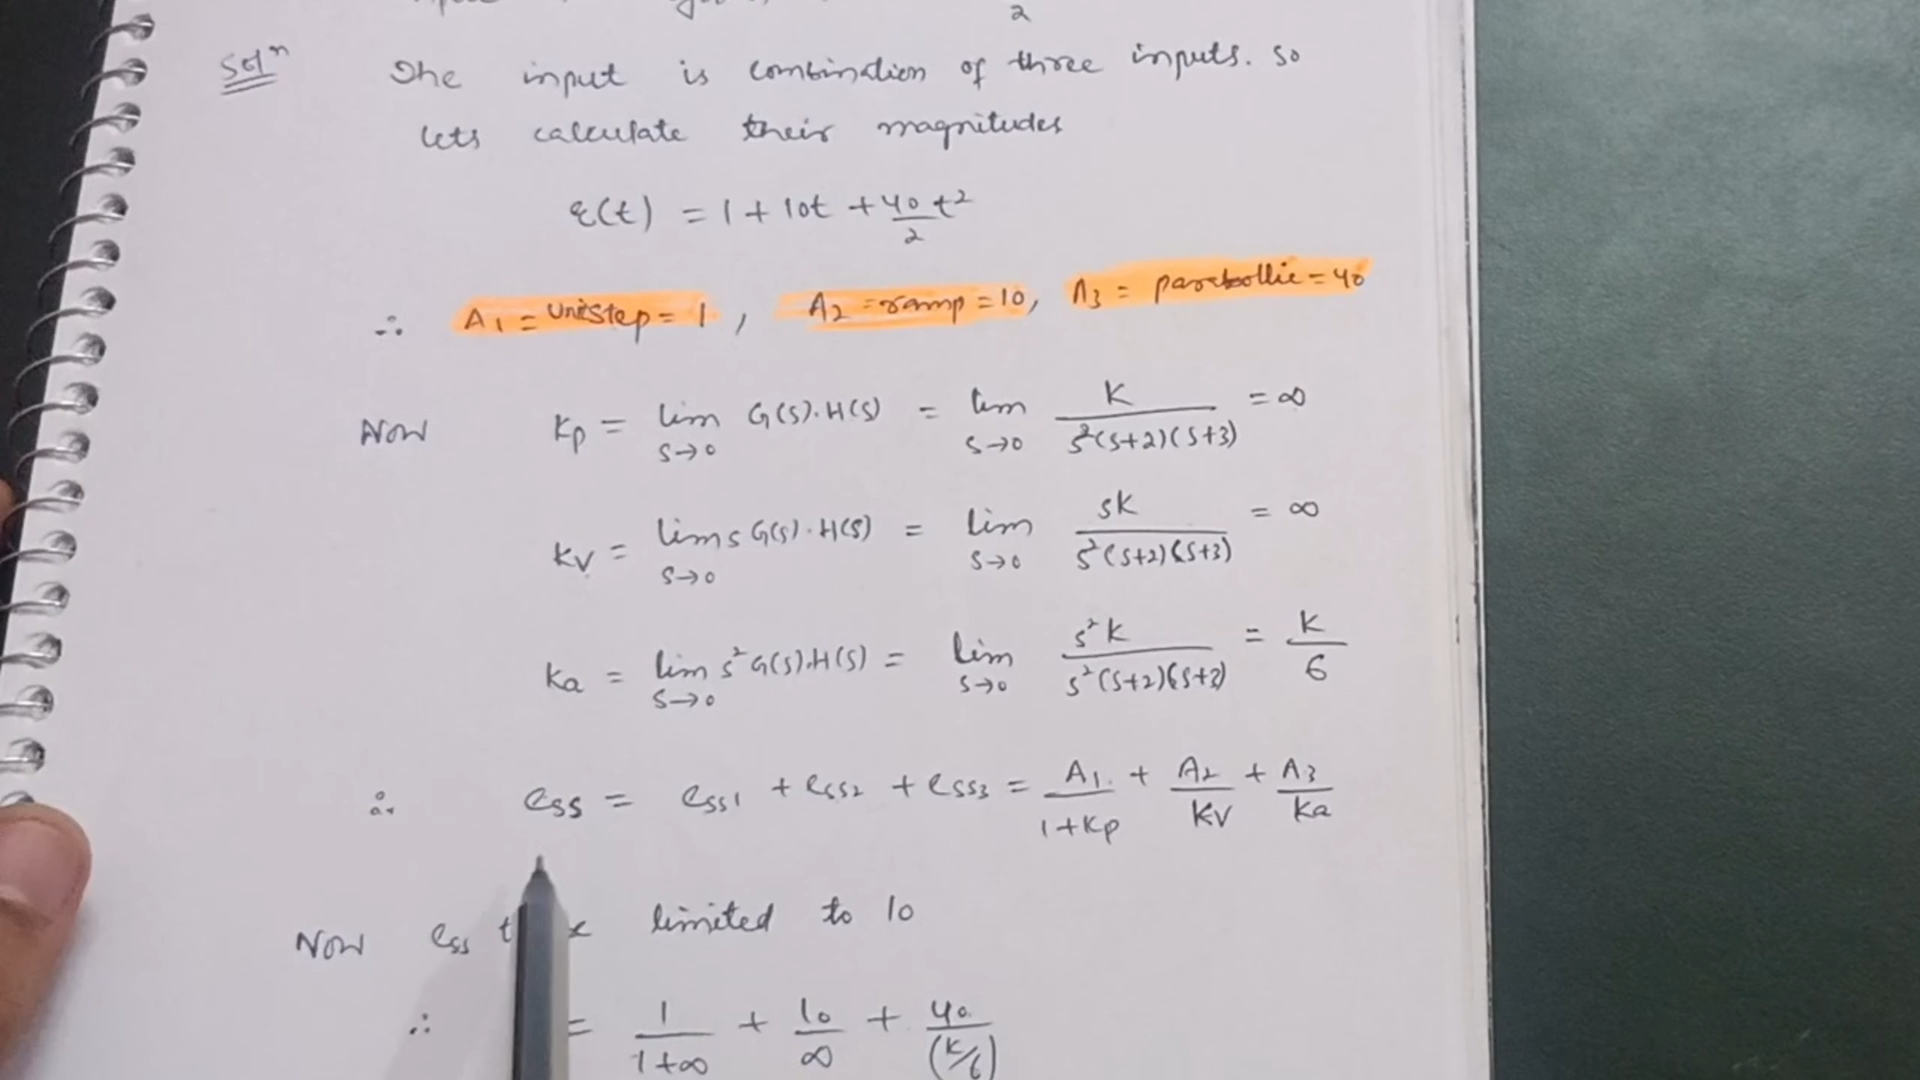 2
Solⁿ The input is combination of three inputs. so
lets calculate their magnitudes
r(t) = 1 + 10t + 40/2 t²
∴ A₁ = unitstep = 1, A₂ = ramp = 10, A₃ = parabollic = 40
Now Kp = lim s→0 G(s).H(s) = lim s→0 K / s²(s+2)(s+3) = ∞
Kv = lim s→0 s G(s).H(s) = lim s→0 sK / s²(s+2)(s+3) = ∞
Ka = lim s→0 s² G(s).H(s) = lim s→0 s²K / s²(s+2)(s+3) = K/6
∴ ess = ess1 + ess2 + ess3 = A₁/1+Kp + A₂/Kv + A₃/Ka
Now ess limited to 10
∴ = 1/1+∞ + 10/∞ + 40/(K/6)